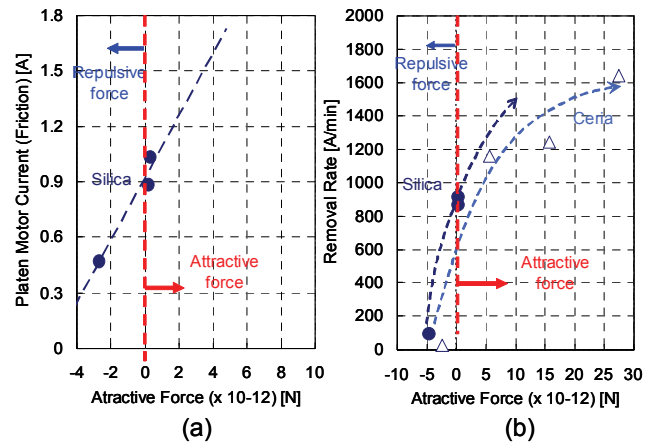 1.8
1.5
1.2
0.9
0.6
0.3
0
Platen Motor Current (Friction) [A]
Repulsive
force
Silica
Attractive
force
-4 -2 0 2 4 6 8 10
Atractive Force (x 10-12) [N]
(a)
2000
1800
1600
1400
1200
1000
800
600
400
200
0
Removal Rate [A/min]
Repulsive
force
Ceria
Silica
Attractive
force
-10 -5 0 5 10 15 20 25 30
Atractive Force (x 10-12) [N]
(b)